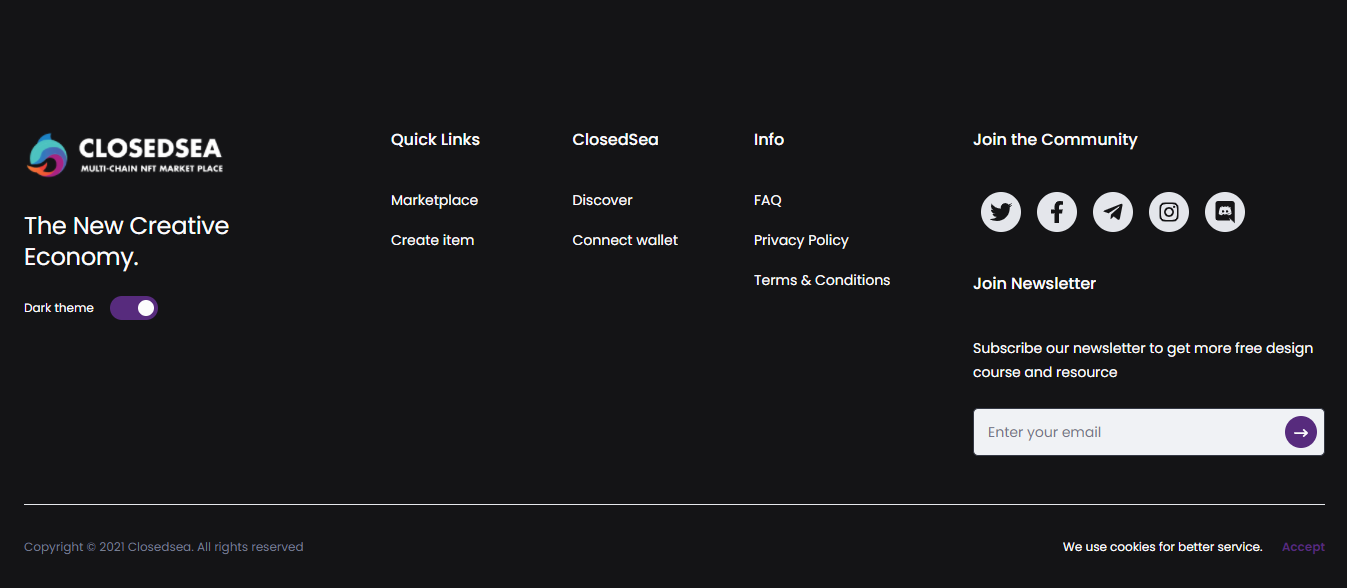 CLOSEDSEA
MULTI-CHAIN NFT MARKET PLACE
The New Creative
Economy.
Dark theme
Quick Links
Marketplace
Create item
ClosedSea
Discover
Connect wallet
Info
FAQ
Privacy Policy
Terms & Conditions
Join the Community
Join Newsletter
Subscribe our newsletter to get more free design
course and resource
Enter your email
Copyright © 2021 Closedsea. All rights reserved
We use cookies for better service.
Accept